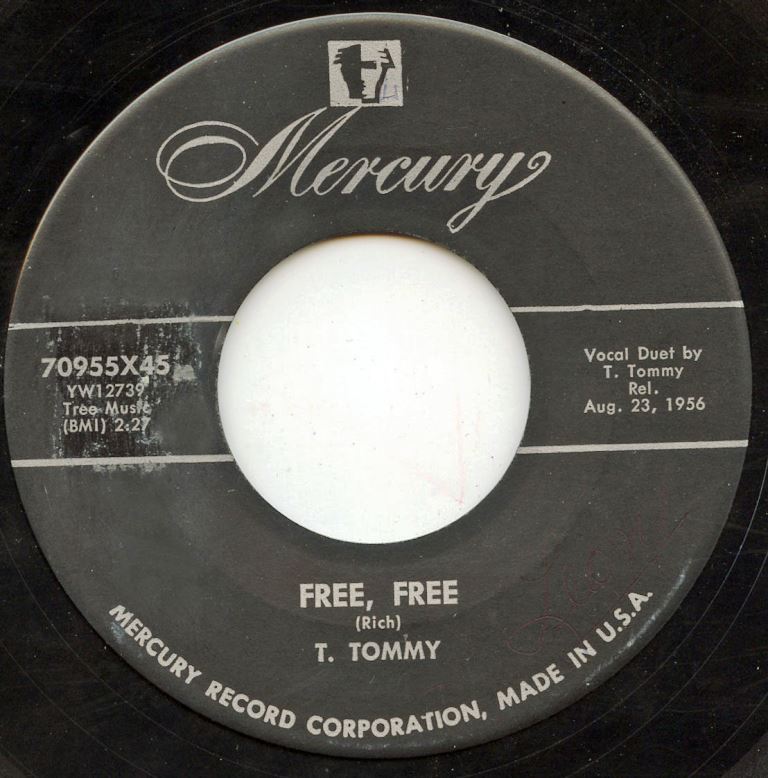 Mercury
70955X45
YW12739
Tree Music
(BMI) 2:27
Vocal Duet by
T. Tommy
Rel.
Aug. 23, 1956
FREE, FREE
(Rich)
T. TOMMY
MERCURY RECORD CORPORATION, MADE IN U.S.A.